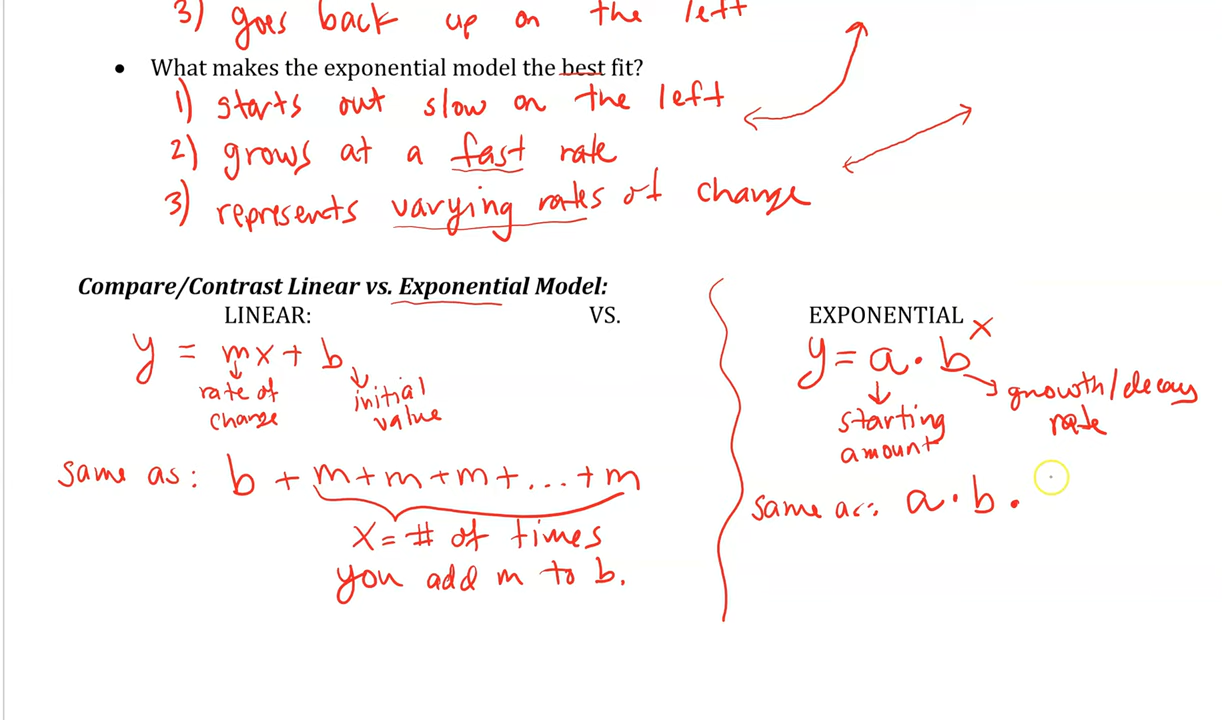 3) goes back up on the left
• What makes the exponential model the best fit?
1) starts out slow on the left
2) grows at a fast rate
3) represents varying rates of change
Compare/Contrast Linear vs. Exponential Model:
LINEAR: VS. EXPONENTIAL
y = mx + b
rate of change
initial value
same as: b + m + m + m + ... + m
x = # of times
you add m to b.
y = a · b^x
starting amount
growth/decay rate
same as: a · b ·